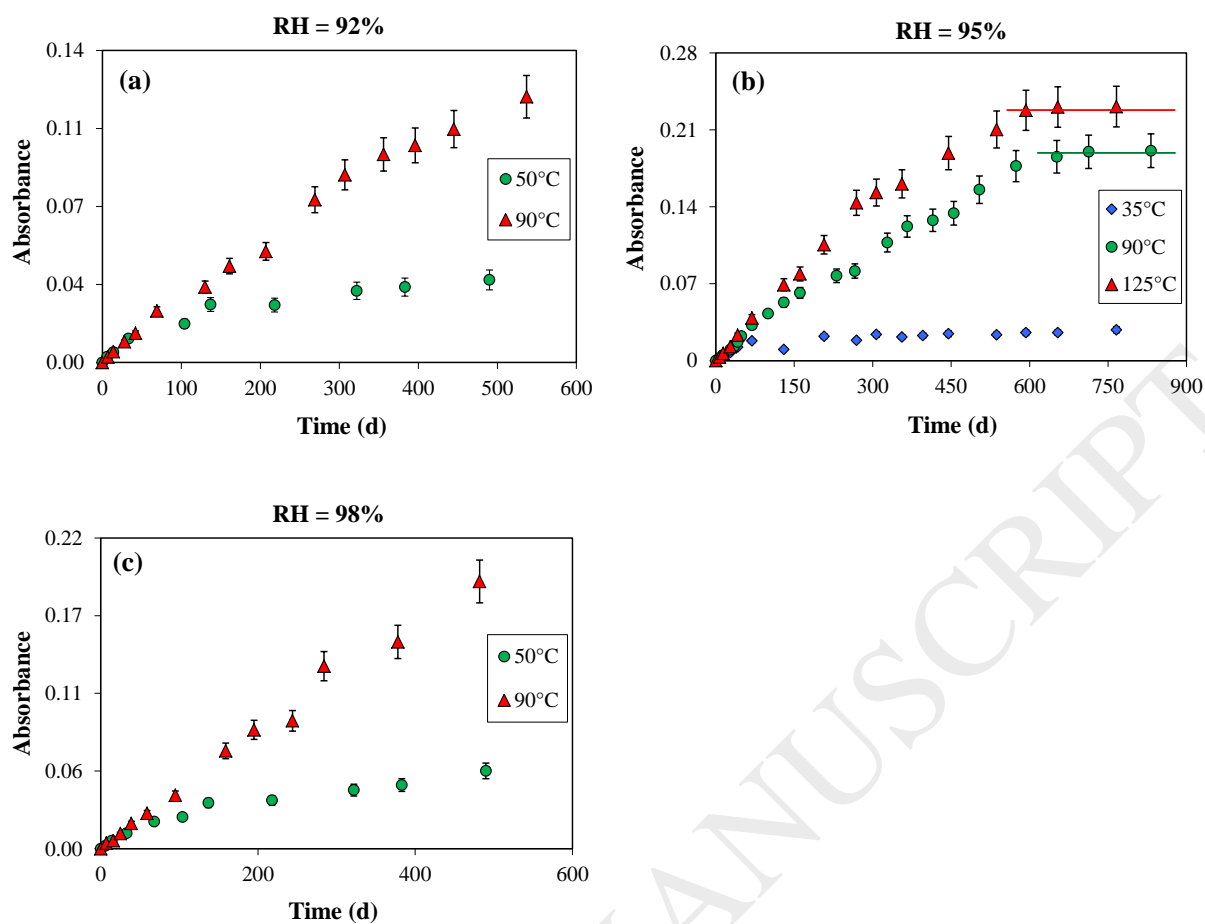 RH = 92%
(a)
0.14
0.11
0.07
0.04
0.00
Absorbance
50°C
90°C
0
100
200
300
400
500
600
Time (d)
RH = 95%
(b)
0.28
0.21
0.14
0.07
0
Absorbance
35°C
90°C
125°C
0
150
300
450
600
750
900
Time (d)
RH = 98%
(c)
0.22
0.17
0.11
0.06
0.00
Absorbance
50°C
90°C
0
200
400
600
Time (d)
ANUSCRIPT